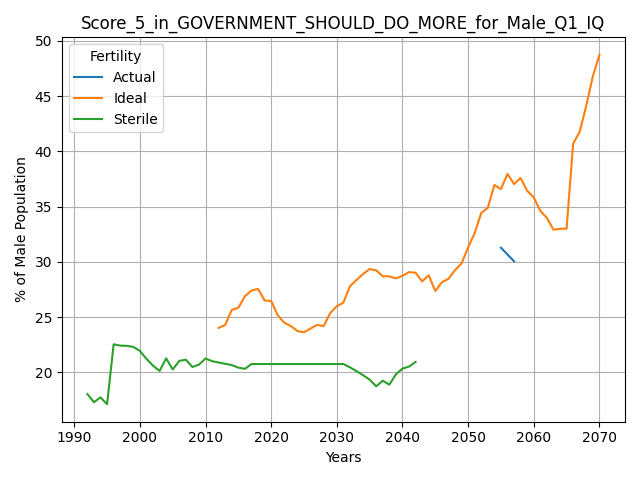 Score_5_in_GOVERNMENT_SHOULD_DO_MORE_for_Male_Q1_IQ
Fertility
Actual
Ideal
Sterile
% of Male Population
50
45
40
35
30
25
20
1990
2000
2010
2020
2030
2040
2050
2060
2070
Years